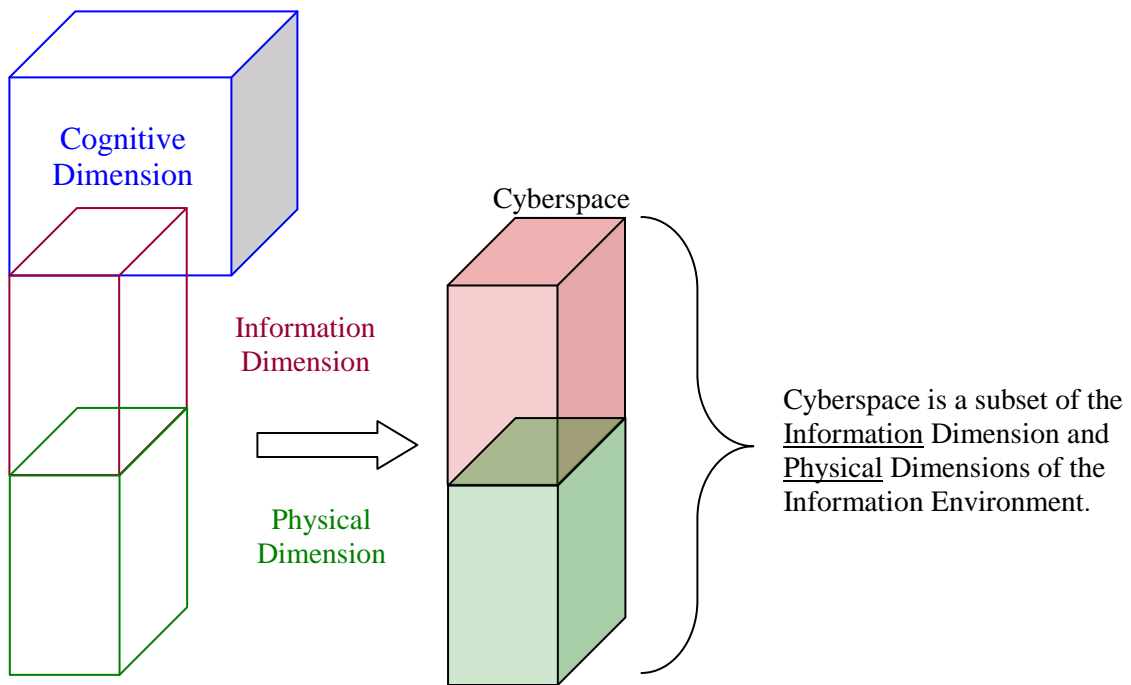 Cognitive
Dimension
Cyberspace
Information
Dimension
Physical
Dimension
Cyberspace is a subset of the
Information Dimension and
Physical Dimensions of the
Information Environment.